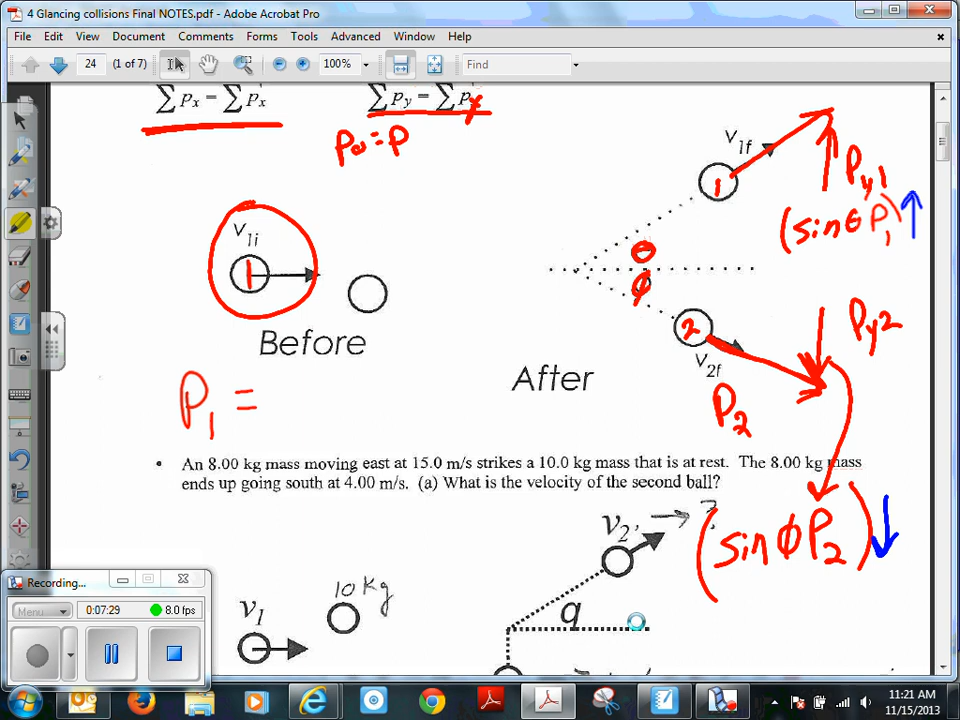 4 Glancing collisions Final NOTES.pdf - Adobe Acrobat Pro
File Edit View Document Comments Forms Tools Advanced Window Help
24 (1 of 7) 100% Find
∑ px = ∑ p'x ∑ py = ∑ p'y
v1f
Py1
1
(sin θ P1)
v1i
1
θ
φ
2
Py2
v2f
Before
After
P2
P1 =
• An 8.00 kg mass moving east at 15.0 m/s strikes a 10.0 kg mass that is at rest. The 8.00 kg mass
ends up going south at 4.00 m/s. (a) What is the velocity of the second ball?
v2' → ?
(sin φ P2)
Recording...
10 kg
Menu 0:07:29 8.0 fps
v1
q
11:21 AM
11/15/2013